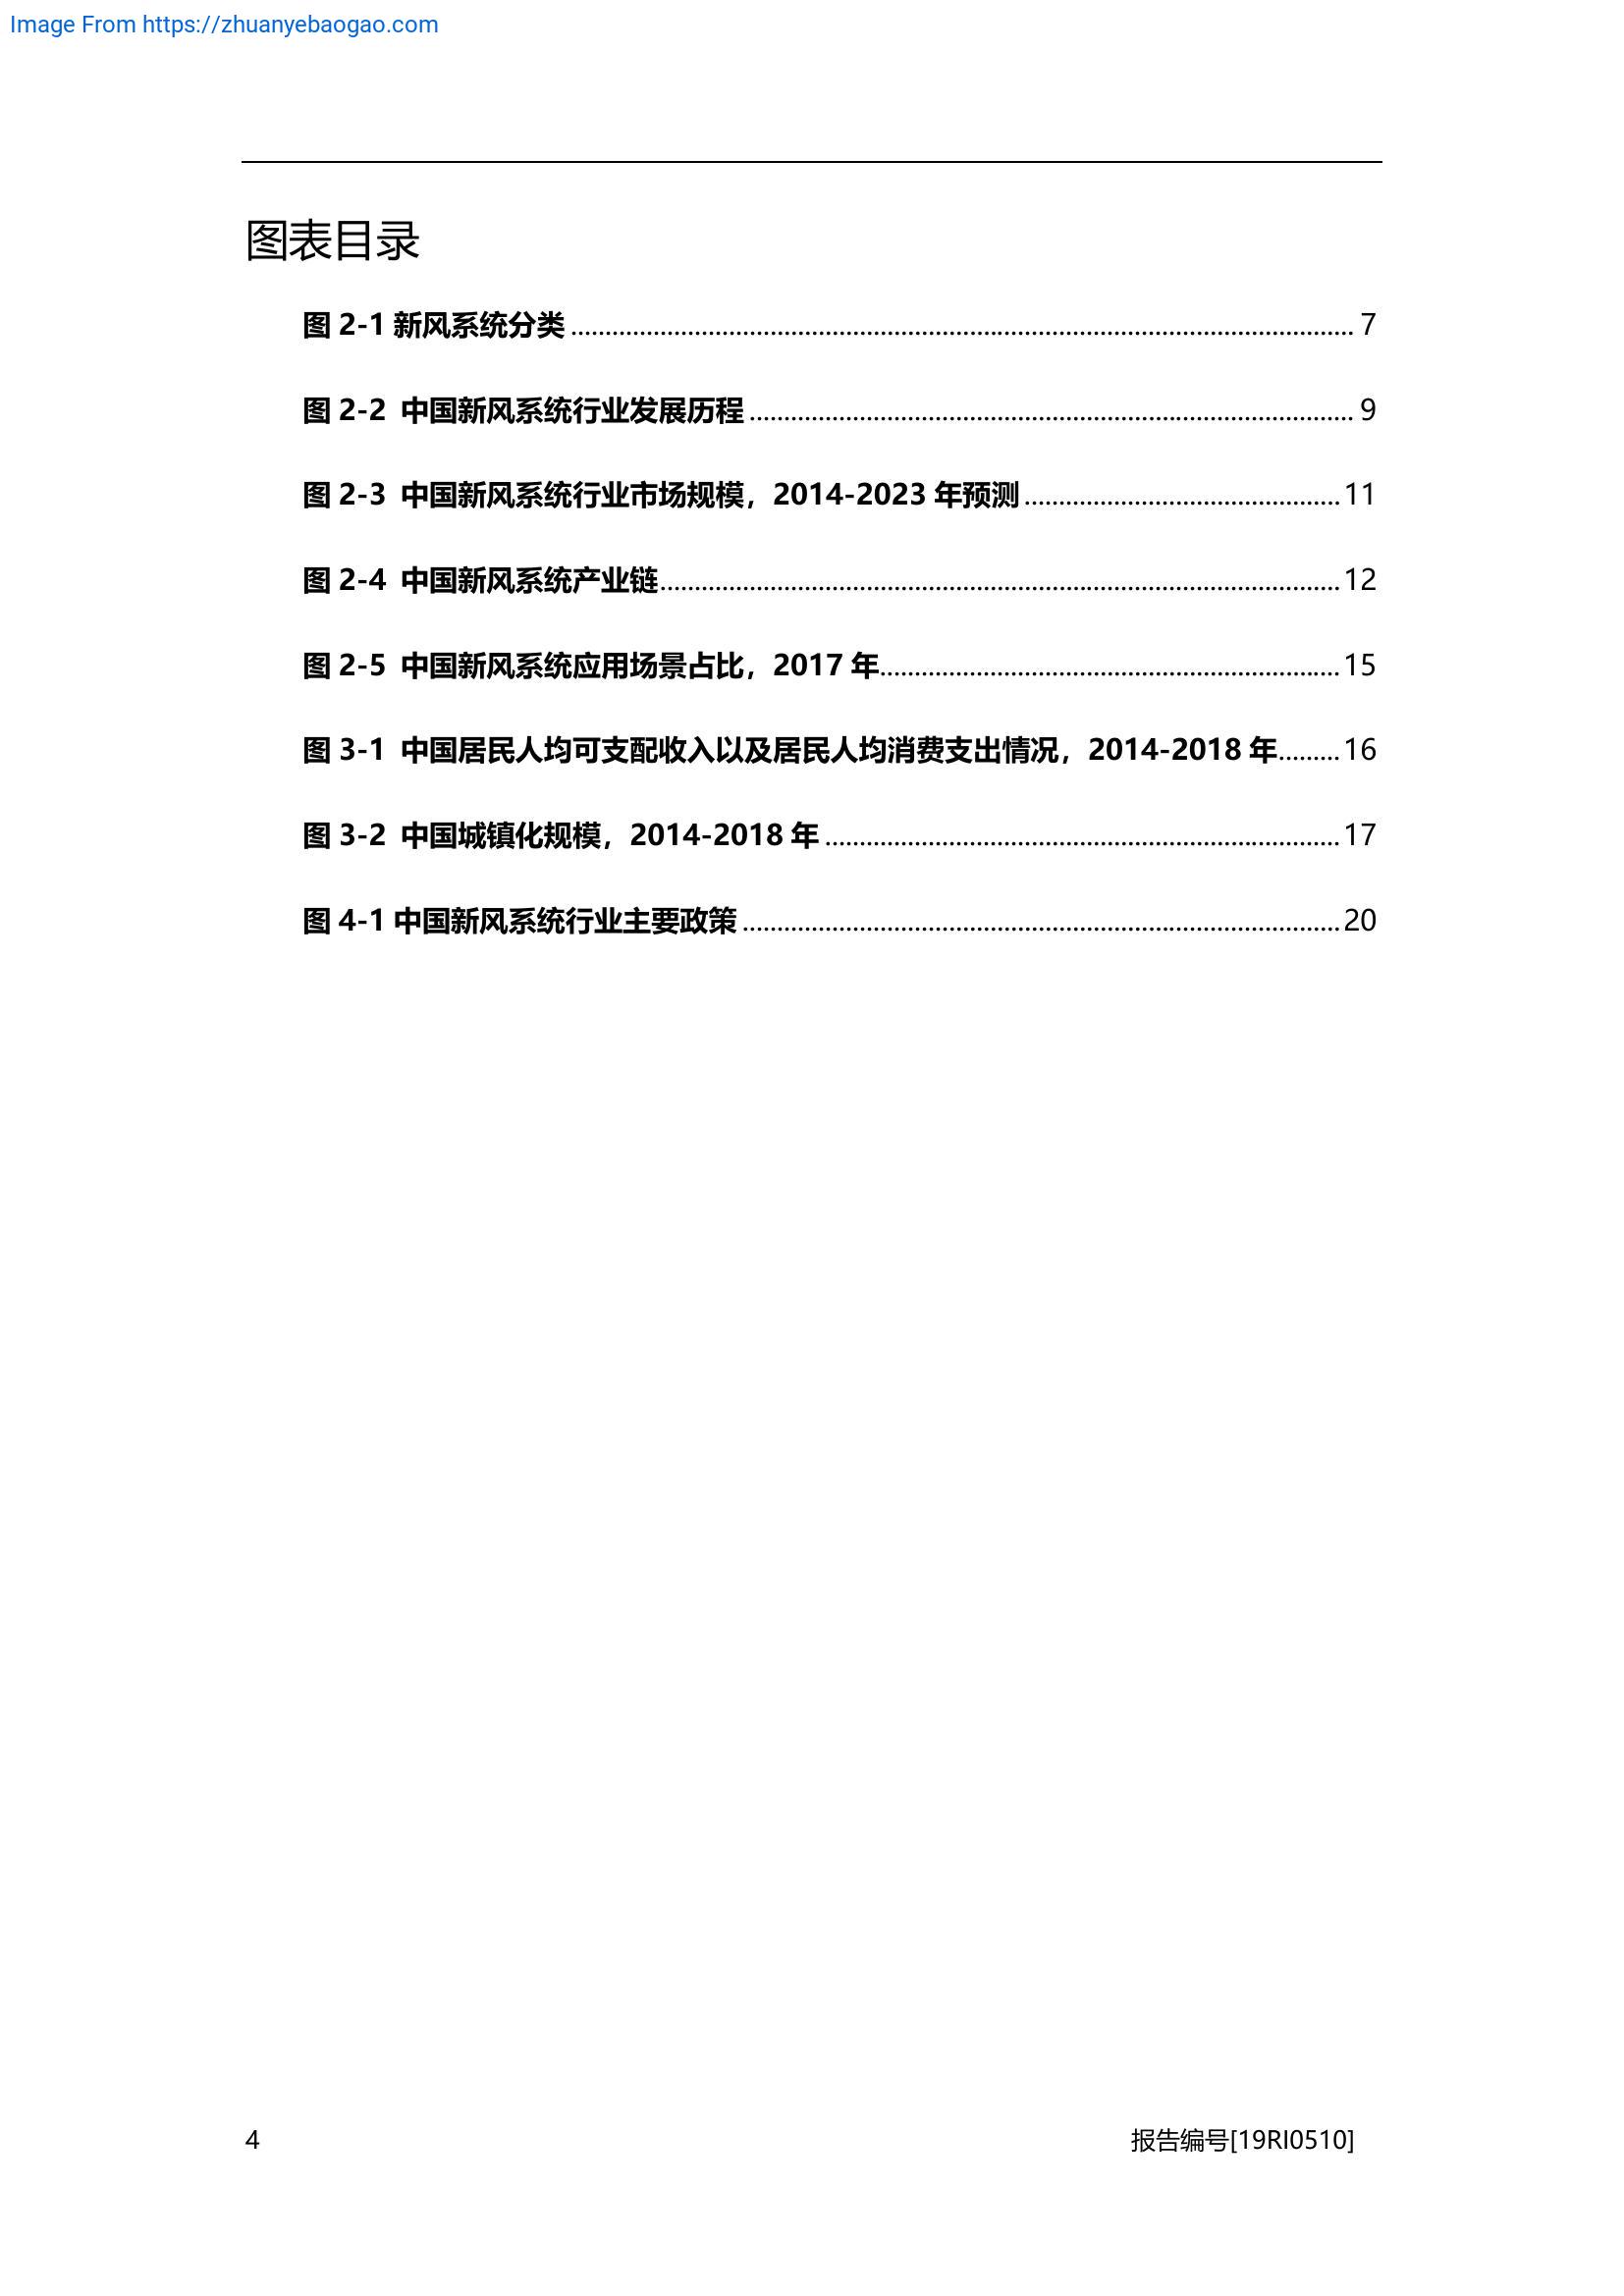 Image From https://zhuanyebaogao.com
图表目录
图 2-1 新风系统分类 ........................................ 7
图 2-2 中国新风系统行业发展历程 ........................................ 9
图 2-3 中国新风系统行业市场规模，2014-2023 年预测 ........................................ 11
图 2-4 中国新风系统产业链 ........................................ 12
图 2-5 中国新风系统应用场景占比，2017 年 ........................................ 15
图 3-1 中国居民人均可支配收入以及居民人均消费支出情况，2014-2018 年 ......... 16
图 3-2 中国城镇化规模，2014-2018 年 ........................................ 17
图 4-1 中国新风系统行业主要政策 ........................................ 20
4 报告编号[19RI0510]